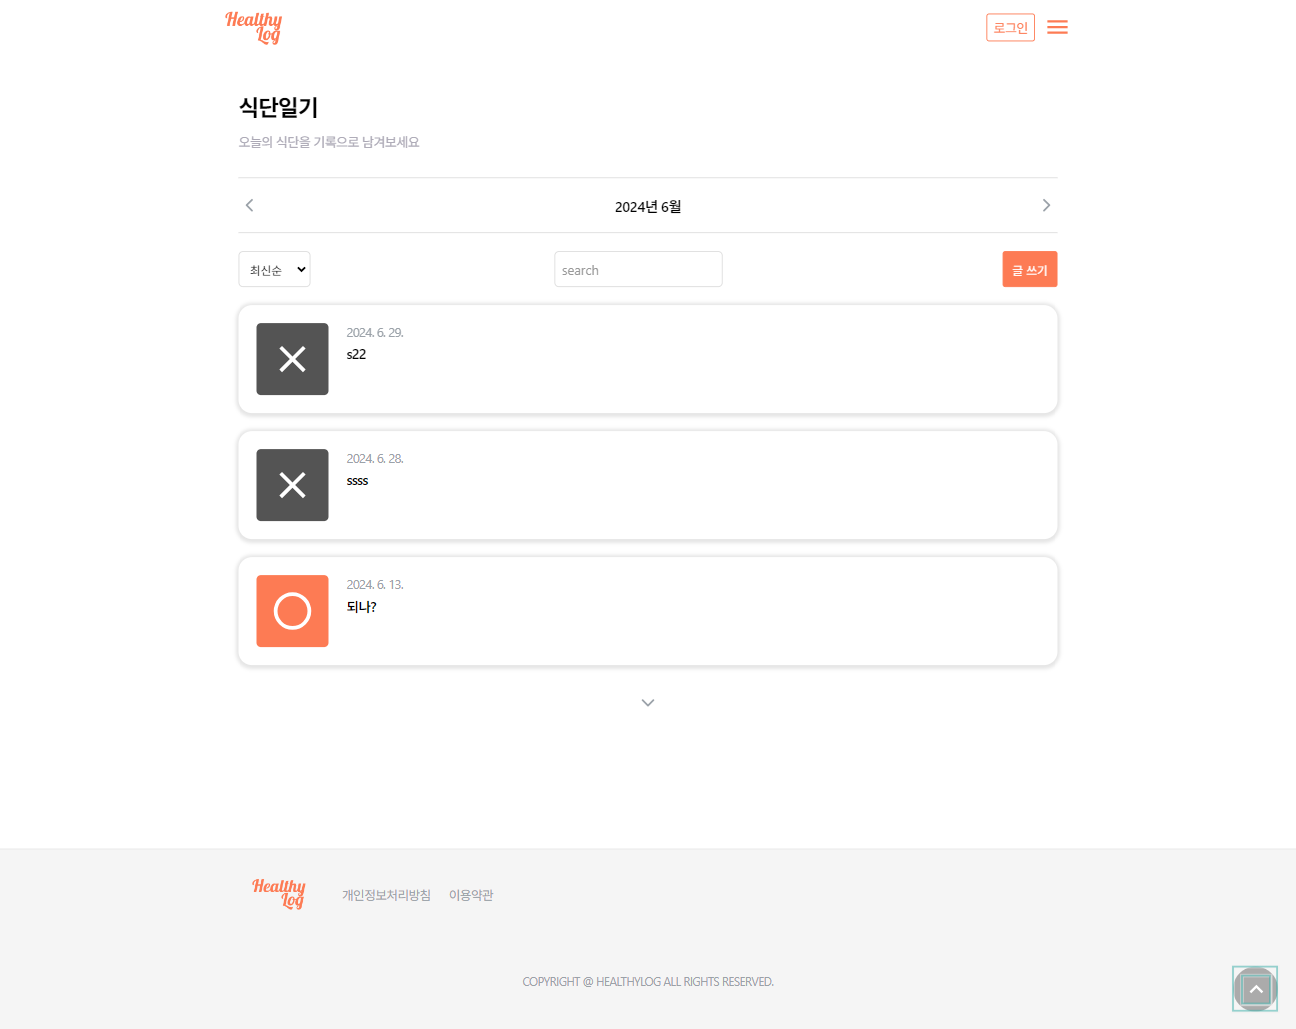 Healthy
Log
로그인
식단일기
오늘의 식단을 기록으로 남겨보세요
2024년 6월
최신순
search
글 쓰기
2024. 6. 29.
s22
2024. 6. 28.
ssss
2024. 6. 13.
되나?
Healthy
Log
개인정보처리방침 이용약관
COPYRIGHT @ HEALTHYLOG ALL RIGHTS RESERVED.